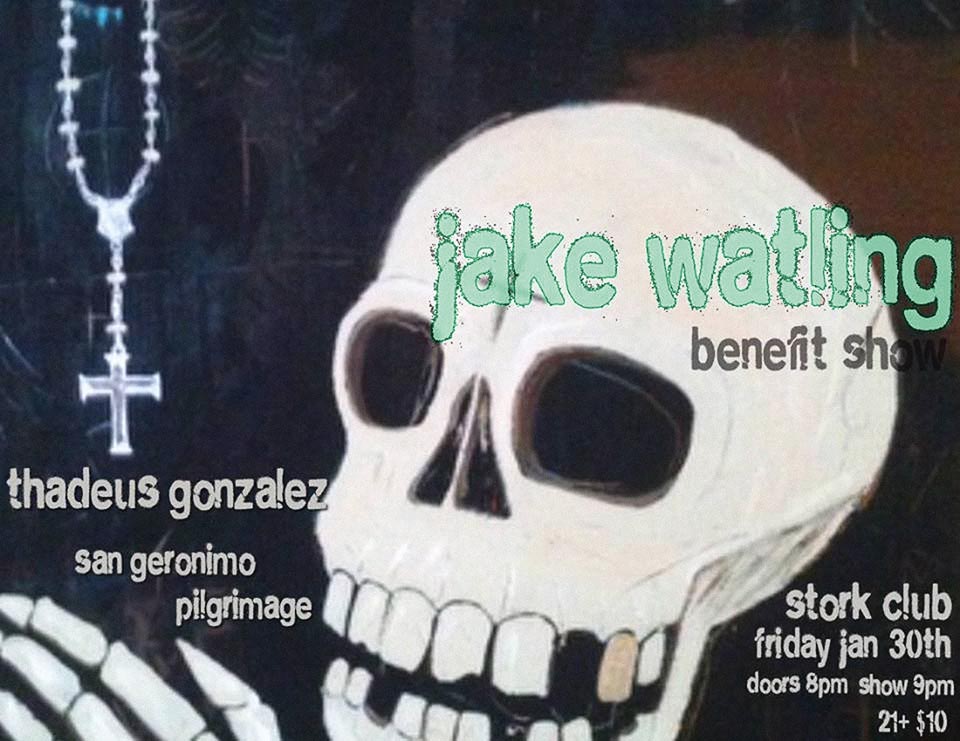 jake watling
benefit show
thadeus gonzalez
san geronimo
pilgrimage
stork club
friday jan 30th
doors 8pm show 9pm
21+ $10